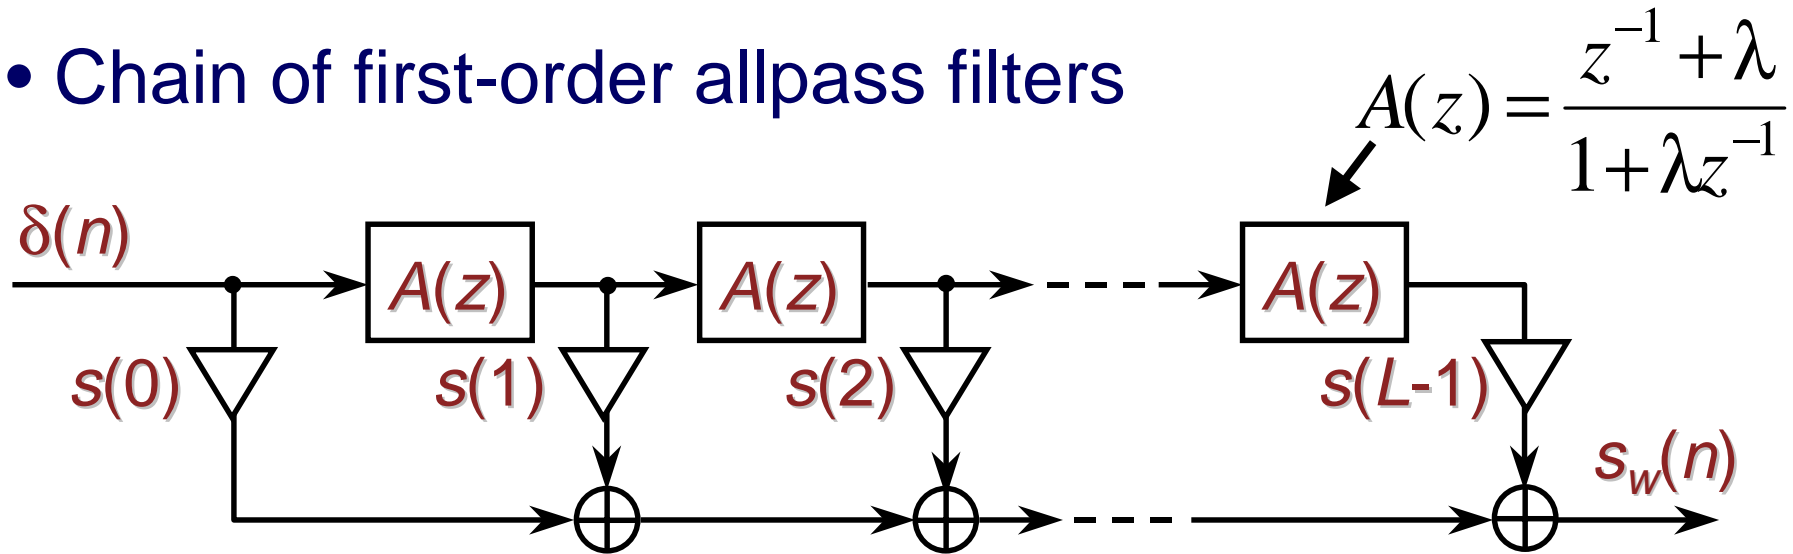 • Chain of first-order allpass filters
A(z) = (z⁻¹ + λ) / (1 + λz⁻¹)
δ(n)
A(z) A(z) A(z)
s(0) s(1) s(2) s(L-1)
s_w(n)